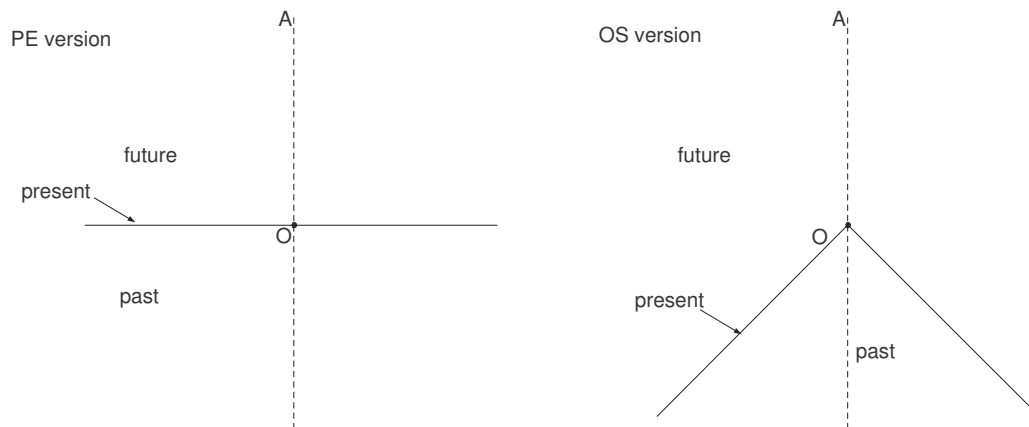 PE version
A
future
present
O
past
OS version
A
future
O
present
past